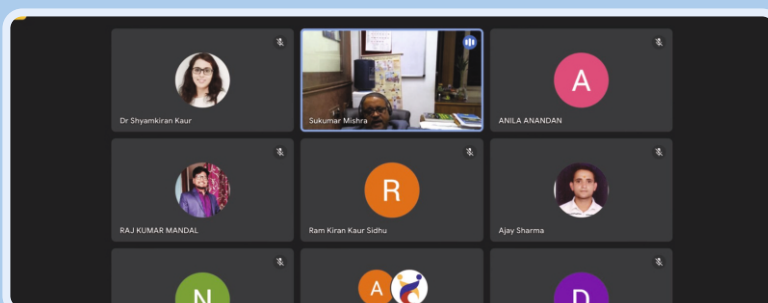 Dr Shyamkiran Kaur
Sukumar Mishra
A
ANILA ANANDAN
RAJ KUMAR MANDAL
R
Ram Kiran Kaur Sidhu
Ajay Sharma
N
A
D